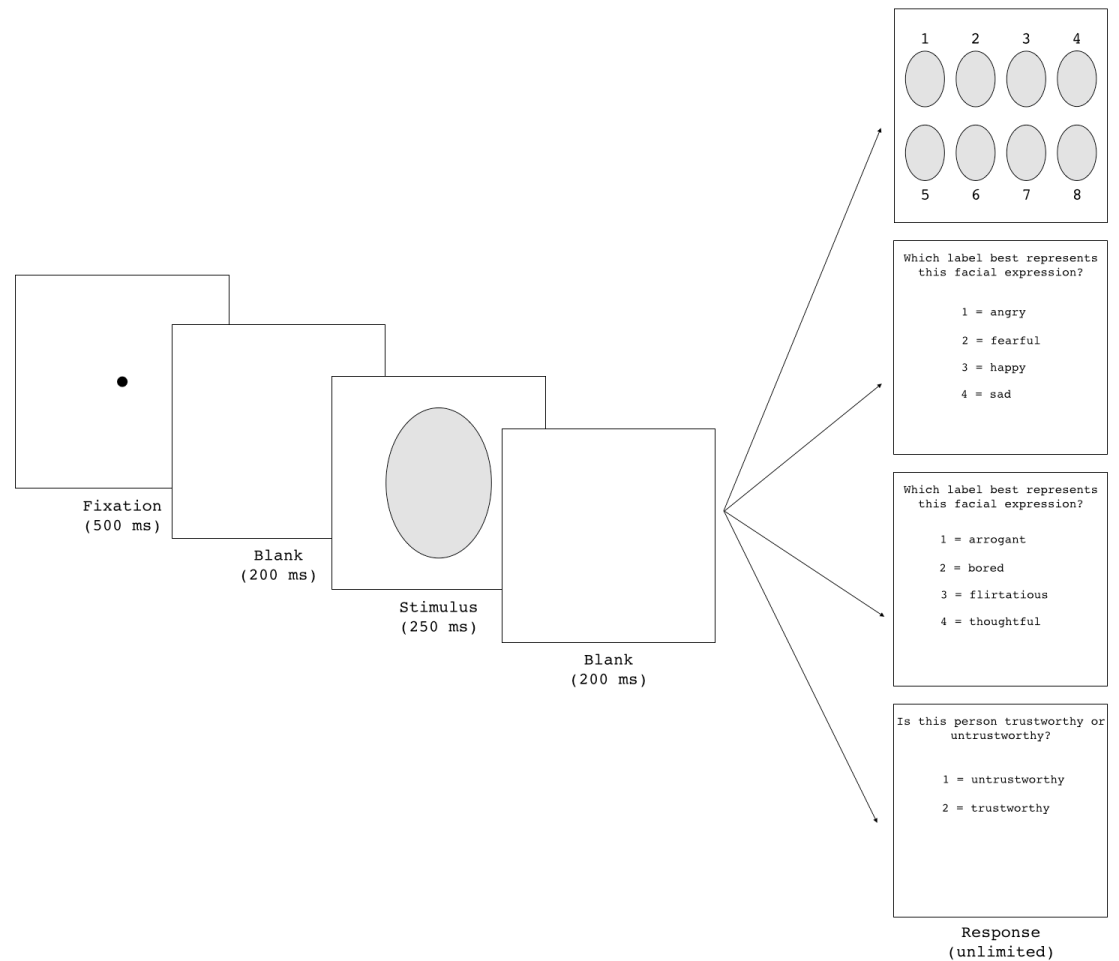 Fixation
(500 ms)
Blank
(200 ms)
Stimulus
(250 ms)
Blank
(200 ms)
1 2 3 4
5 6 7 8
Which label best represents
this facial expression?
1 = angry
2 = fearful
3 = happy
4 = sad
Which label best represents
this facial expression?
1 = arrogant
2 = bored
3 = flirtatious
4 = thoughtful
Is this person trustworthy or
untrustworthy?
1 = untrustworthy
2 = trustworthy
Response
(unlimited)